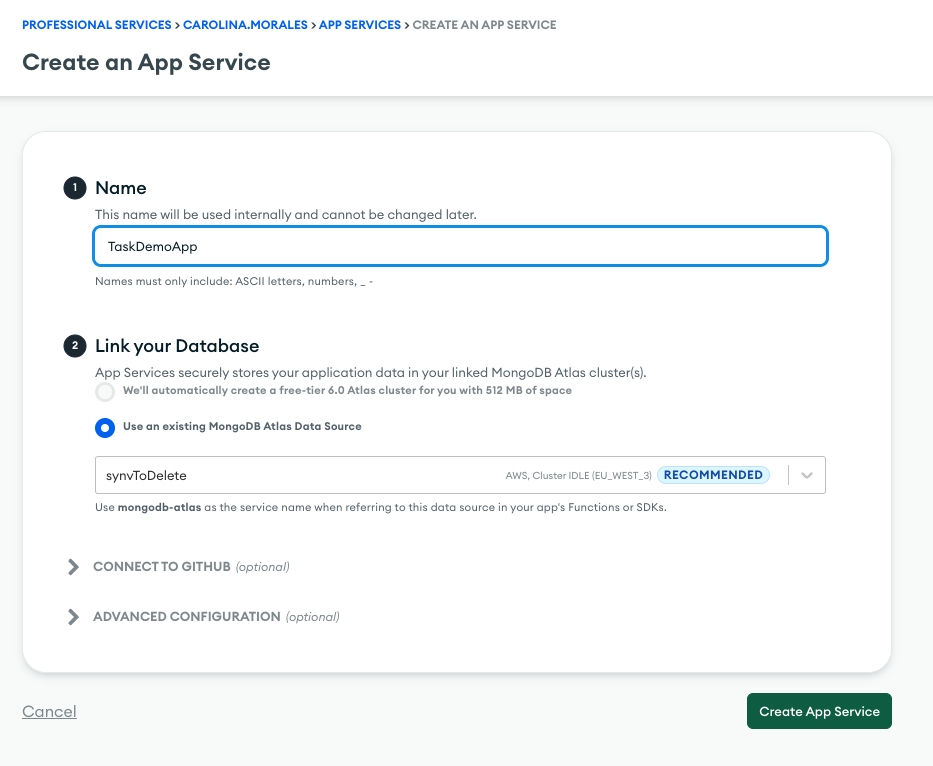 PROFESSIONAL SERVICES > CAROLINA.MORALES > APP SERVICES > CREATE AN APP SERVICE
Create an App Service
1 Name
This name will be used internally and cannot be changed later.
TaskDemoApp
Names must only include: ASCII letters, numbers, _ -
2 Link your Database
App Services securely stores your application data in your linked MongoDB Atlas cluster(s).
We'll automatically create a free-tier 6.0 Atlas cluster for you with 512 MB of space
Use an existing MongoDB Atlas Data Source
synvToDelete AWS, Cluster IDLE (EU_WEST_3) RECOMMENDED
Use mongodb-atlas as the service name when referring to this data source in your app's Functions or SDKs.
CONNECT TO GITHUB (optional)
ADVANCED CONFIGURATION (optional)
Cancel Create App Service